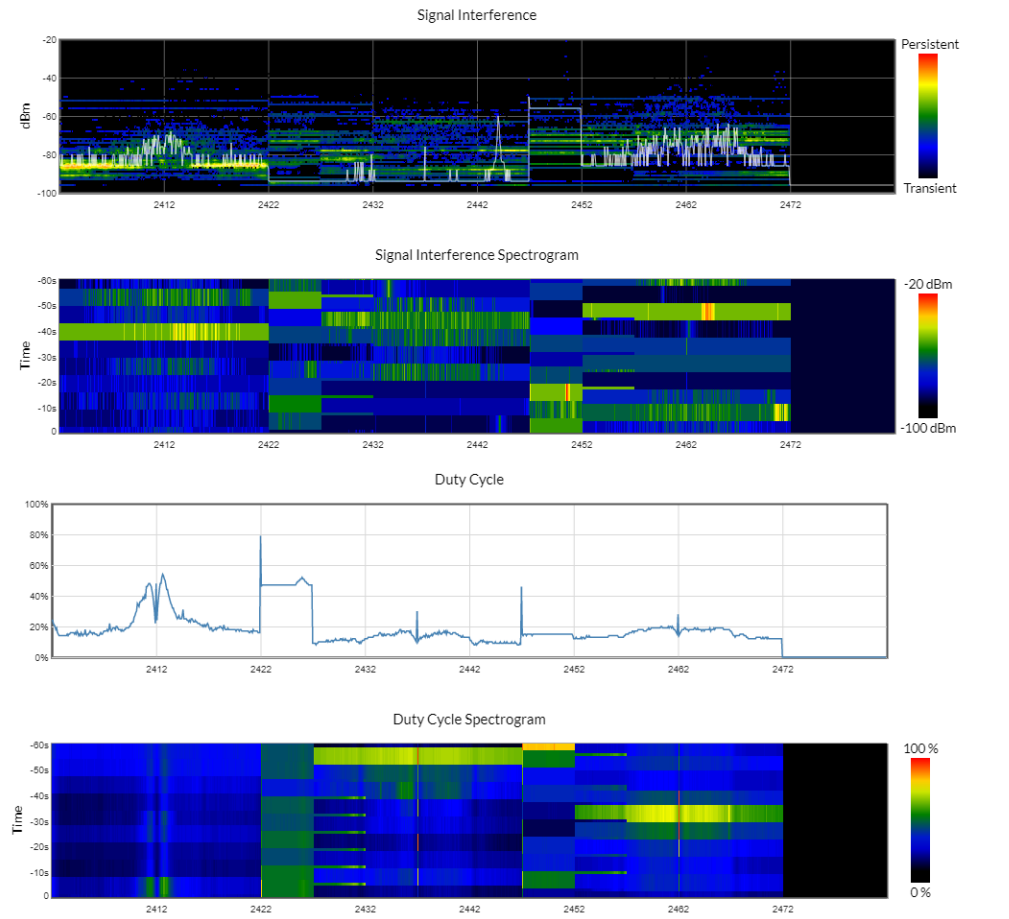 Signal Interference
-20
Persistent
-40
-60
-80
-100
dBm
Transient
2412 2422 2432 2442 2452 2462 2472
Signal Interference Spectrogram
-60s
-20 dBm
-50s
-40s
-30s
-20s
-10s
0
Time
-100 dBm
2412 2422 2432 2442 2452 2462 2472
Duty Cycle
100%
80%
60%
40%
20%
0%
2412 2422 2432 2442 2452 2462 2472
Duty Cycle Spectrogram
-60s
100 %
-50s
-40s
-30s
-20s
-10s
0
Time
0 %
2412 2422 2432 2442 2452 2462 2472